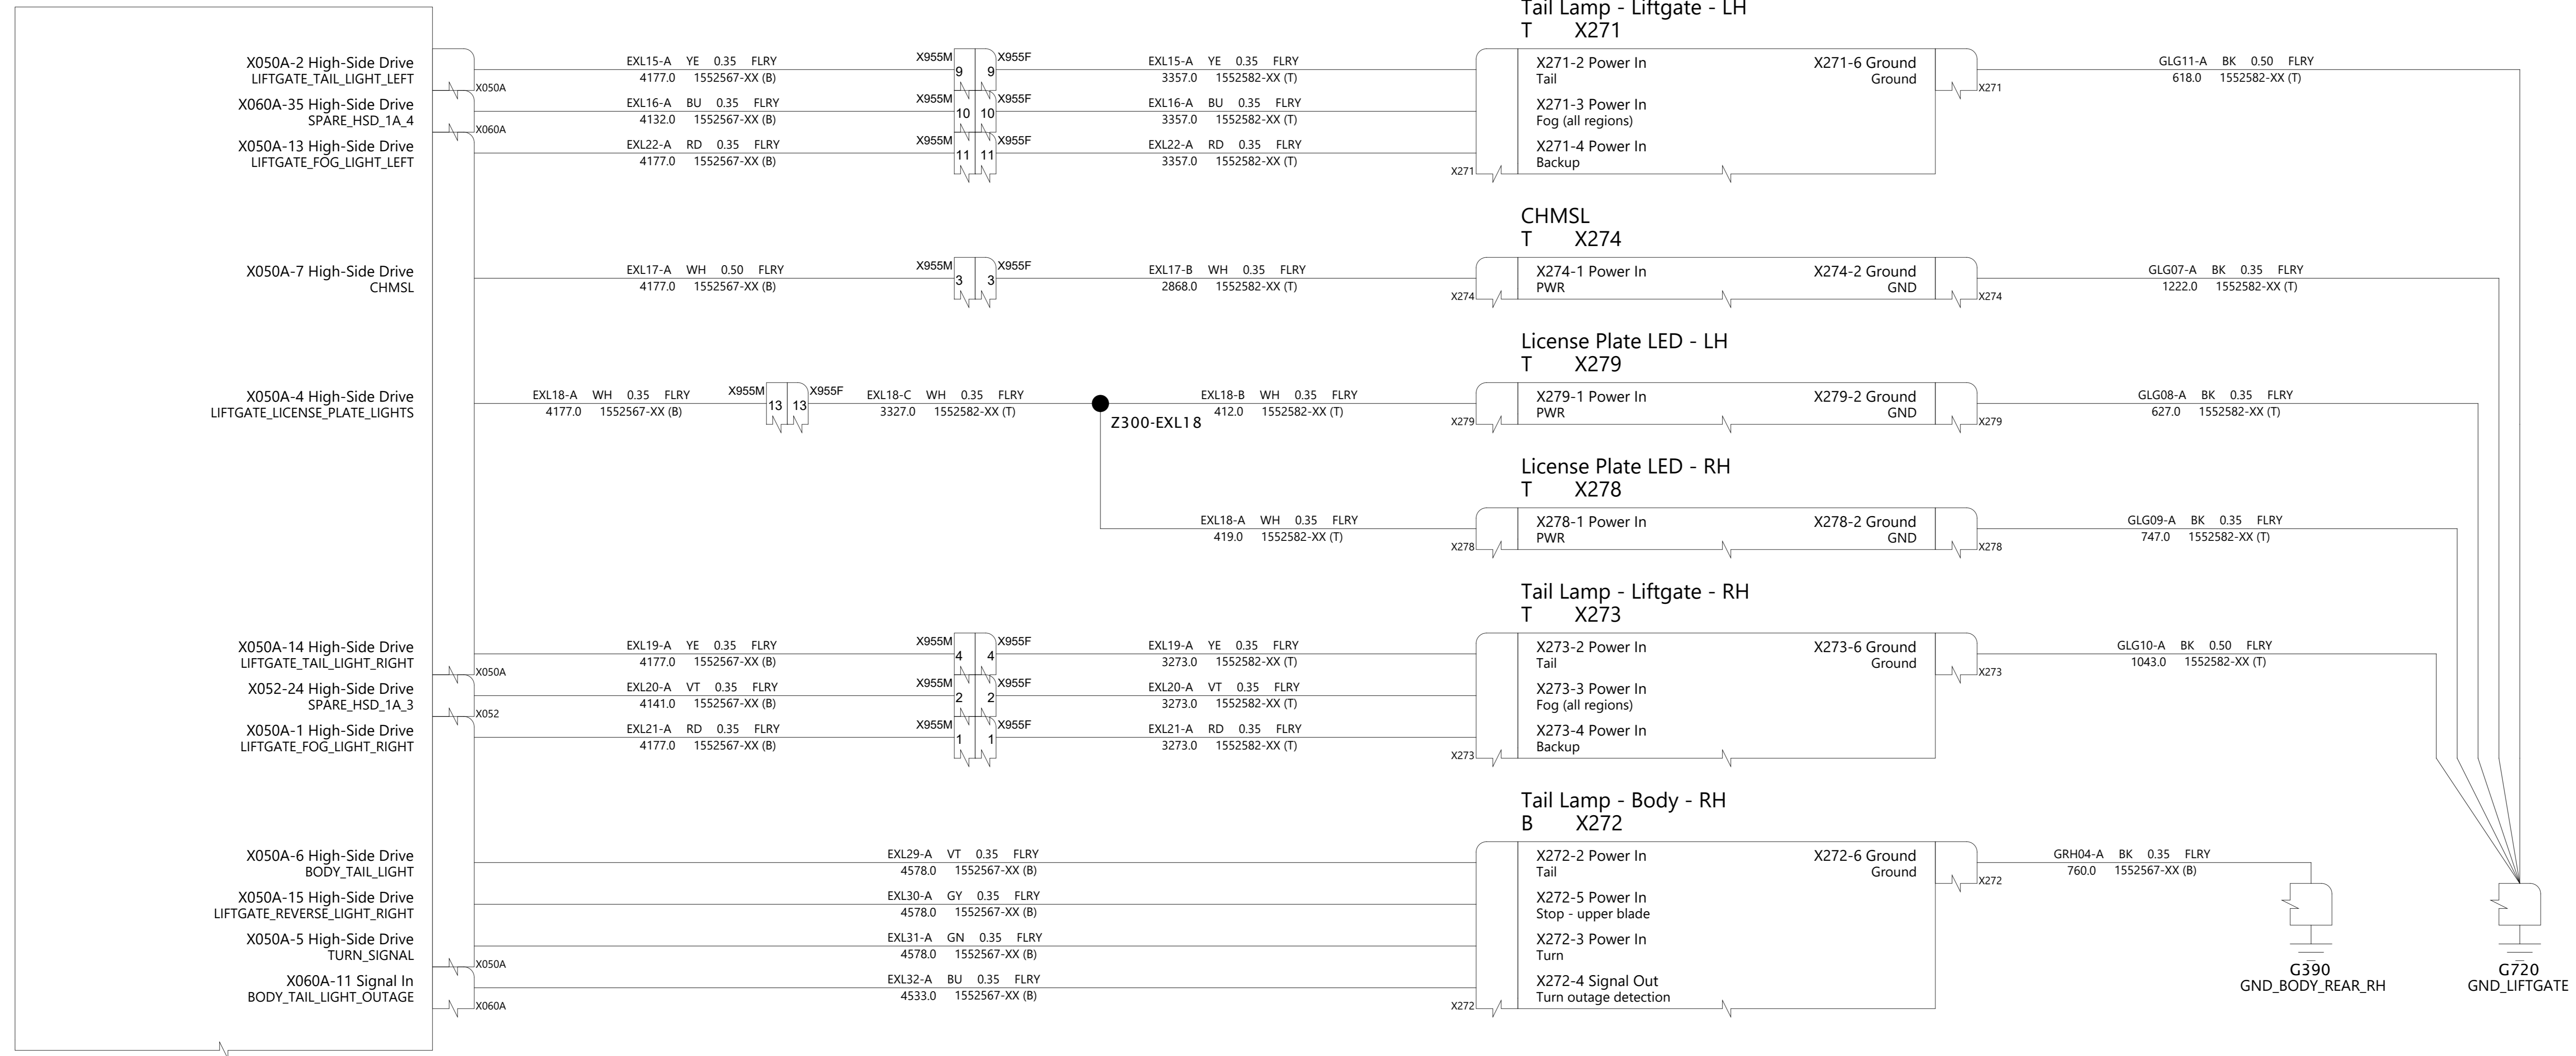 Tail Lamp - Liftgate - LH
T X271
X050A-2 High-Side Drive
LIFTGATE_TAIL_LIGHT_LEFT
X050A
EXL15-A YE 0.35 FLRY
4177.0 1552567-XX (B)
X955M 9 9 X955F
EXL15-A YE 0.35 FLRY
3357.0 1552582-XX (T)
X271-2 Power In
Tail
X271-6 Ground
Ground
X271
GLG11-A BK 0.50 FLRY
618.0 1552582-XX (T)
X060A-35 High-Side Drive
SPARE_HSD_1A_4
X060A
EXL16-A BU 0.35 FLRY
4132.0 1552567-XX (B)
X955M 10 10 X955F
EXL16-A BU 0.35 FLRY
3357.0 1552582-XX (T)
X271-3 Power In
Fog (all regions)
X050A-13 High-Side Drive
LIFTGATE_FOG_LIGHT_LEFT
EXL22-A RD 0.35 FLRY
4177.0 1552567-XX (B)
X955M 11 11 X955F
EXL22-A RD 0.35 FLRY
3357.0 1552582-XX (T)
X271-4 Power In
Backup
X271
CHMSL
T X274
X050A-7 High-Side Drive
CHMSL
EXL17-A WH 0.50 FLRY
4177.0 1552567-XX (B)
X955M 3 3 X955F
EXL17-B WH 0.35 FLRY
2868.0 1552582-XX (T)
X274
X274-1 Power In
PWR
X274-2 Ground
GND
X274
GLG07-A BK 0.35 FLRY
1222.0 1552582-XX (T)
License Plate LED - LH
T X279
X050A-4 High-Side Drive
LIFTGATE_LICENSE_PLATE_LIGHTS
EXL18-A WH 0.35 FLRY
4177.0 1552567-XX (B)
X955M 13 13 X955F
EXL18-C WH 0.35 FLRY
3327.0 1552582-XX (T)
Z300-EXL18
EXL18-B WH 0.35 FLRY
412.0 1552582-XX (T)
X279
X279-1 Power In
PWR
X279-2 Ground
GND
X279
GLG08-A BK 0.35 FLRY
627.0 1552582-XX (T)
License Plate LED - RH
T X278
EXL18-A WH 0.35 FLRY
419.0 1552582-XX (T)
X278
X278-1 Power In
PWR
X278-2 Ground
GND
X278
GLG09-A BK 0.35 FLRY
747.0 1552582-XX (T)
Tail Lamp - Liftgate - RH
T X273
X050A-14 High-Side Drive
LIFTGATE_TAIL_LIGHT_RIGHT
X050A
EXL19-A YE 0.35 FLRY
4177.0 1552567-XX (B)
X955M 4 4 X955F
EXL19-A YE 0.35 FLRY
3273.0 1552582-XX (T)
X273-2 Power In
Tail
X273-6 Ground
Ground
X273
GLG10-A BK 0.50 FLRY
1043.0 1552582-XX (T)
X052-24 High-Side Drive
SPARE_HSD_1A_3
X052
EXL20-A VT 0.35 FLRY
4141.0 1552567-XX (B)
X955M 2 2 X955F
EXL20-A VT 0.35 FLRY
3273.0 1552582-XX (T)
X273-3 Power In
Fog (all regions)
X050A-1 High-Side Drive
LIFTGATE_FOG_LIGHT_RIGHT
EXL21-A RD 0.35 FLRY
4177.0 1552567-XX (B)
X955M 1 1 X955F
EXL21-A RD 0.35 FLRY
3273.0 1552582-XX (T)
X273-4 Power In
Backup
X273
Tail Lamp - Body - RH
B X272
X050A-6 High-Side Drive
BODY_TAIL_LIGHT
EXL29-A VT 0.35 FLRY
4578.0 1552567-XX (B)
X272-2 Power In
Tail
X272-6 Ground
Ground
X272
GRH04-A BK 0.35 FLRY
760.0 1552567-XX (B)
X050A-15 High-Side Drive
LIFTGATE_REVERSE_LIGHT_RIGHT
EXL30-A GY 0.35 FLRY
4578.0 1552567-XX (B)
X272-5 Power In
Stop - upper blade
X050A-5 High-Side Drive
TURN_SIGNAL
X050A
EXL31-A GN 0.35 FLRY
4578.0 1552567-XX (B)
X272-3 Power In
Turn
X060A-11 Signal In
BODY_TAIL_LIGHT_OUTAGE
X060A
EXL32-A BU 0.35 FLRY
4533.0 1552567-XX (B)
X272-4 Signal Out
Turn outage detection
X272
G390
GND_BODY_REAR_RH
G720
GND_LIFTGATE